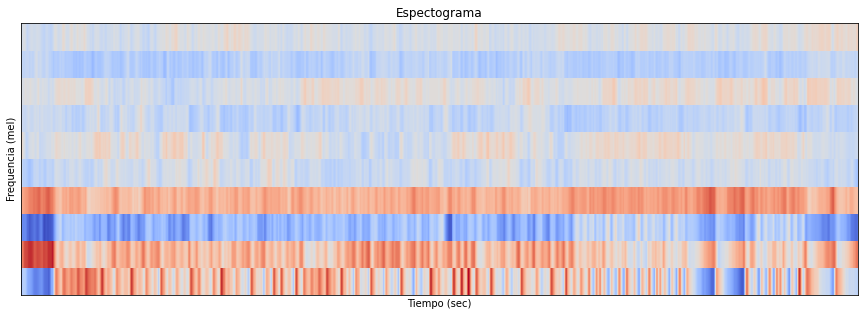 Espectograma
Frequencia (mel)
Tiempo (sec)